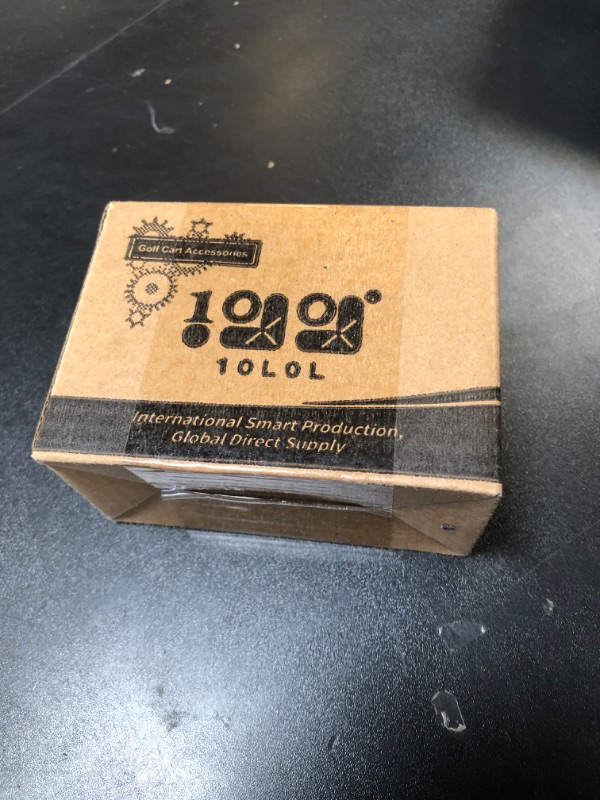 Golf Cart Accessories
10L0L
International Smart Production,
Global Direct Supply